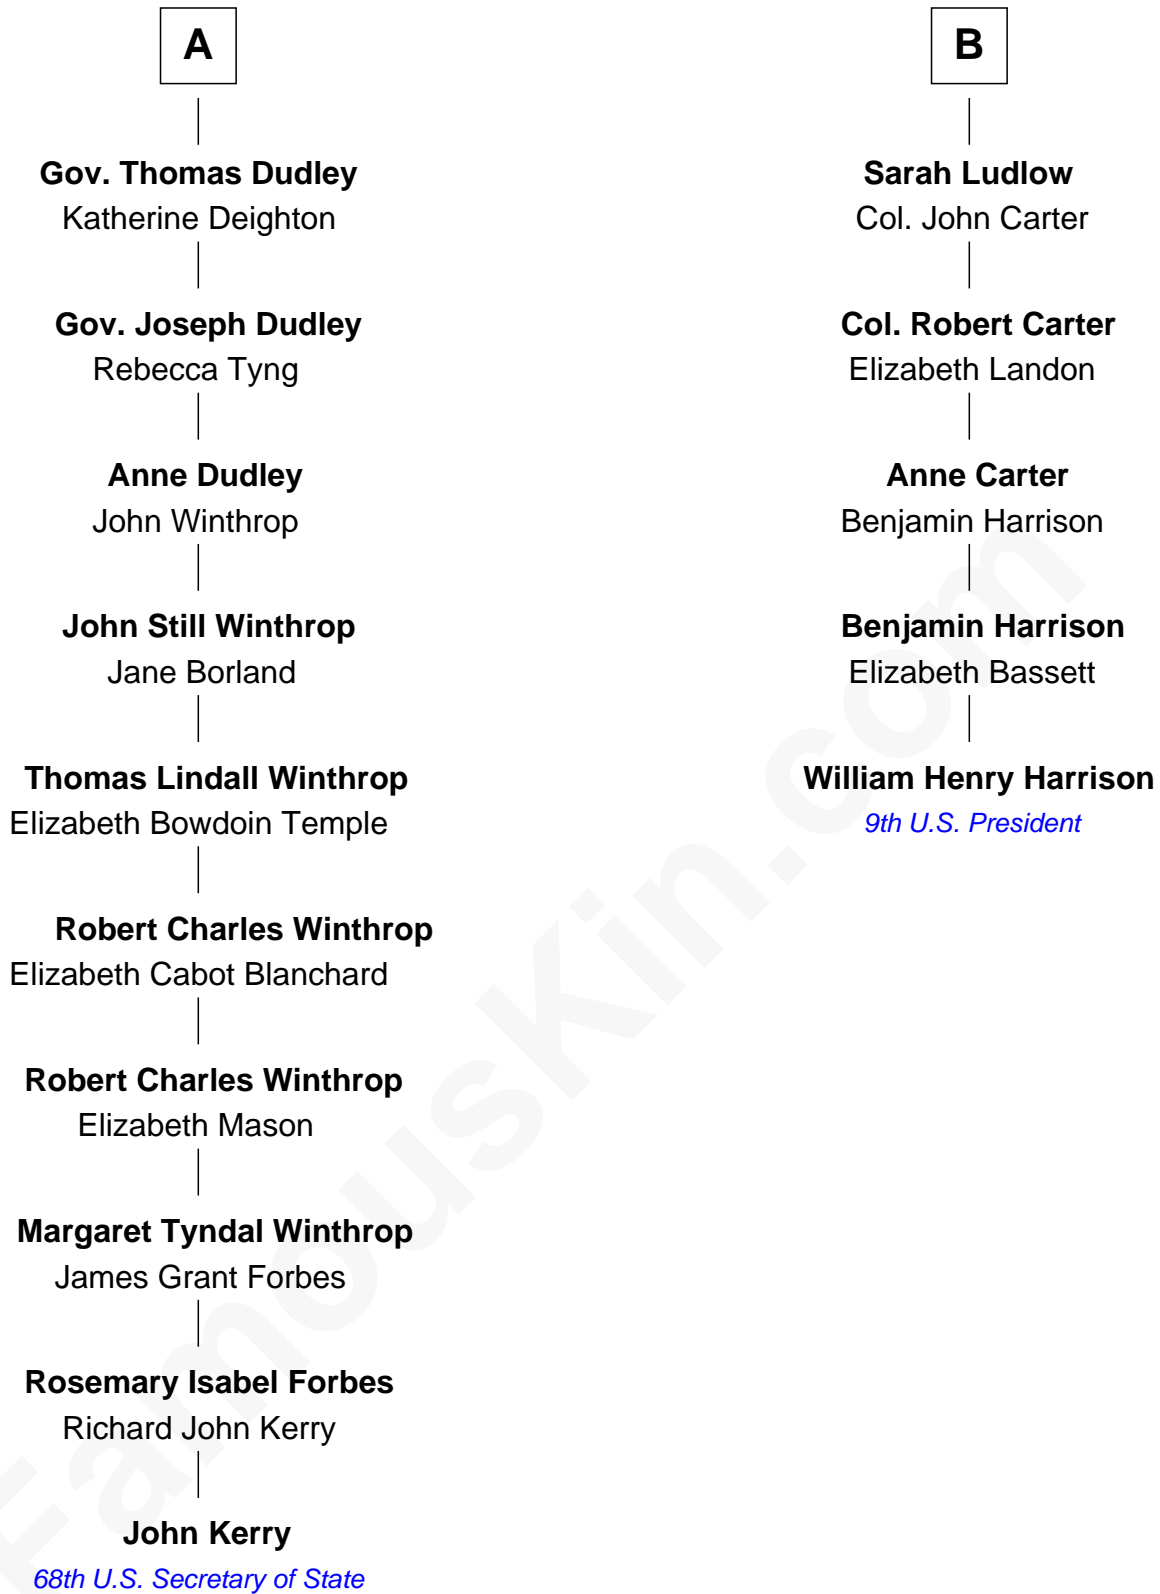 A
Gov. Thomas Dudley
Katherine Deighton
Gov. Joseph Dudley
Rebecca Tyng
Anne Dudley
John Winthrop
John Still Winthrop
Jane Borland
Thomas Lindall Winthrop
Elizabeth Bowdoin Temple
Robert Charles Winthrop
Elizabeth Cabot Blanchard
Robert Charles Winthrop
Elizabeth Mason
Margaret Tyndal Winthrop
James Grant Forbes
Rosemary Isabel Forbes
Richard John Kerry
John Kerry
68th U.S. Secretary of State
B
Sarah Ludlow
Col. John Carter
Col. Robert Carter
Elizabeth Landon
Anne Carter
Benjamin Harrison
Benjamin Harrison
Elizabeth Bassett
William Henry Harrison
9th U.S. President
FamousKin.com